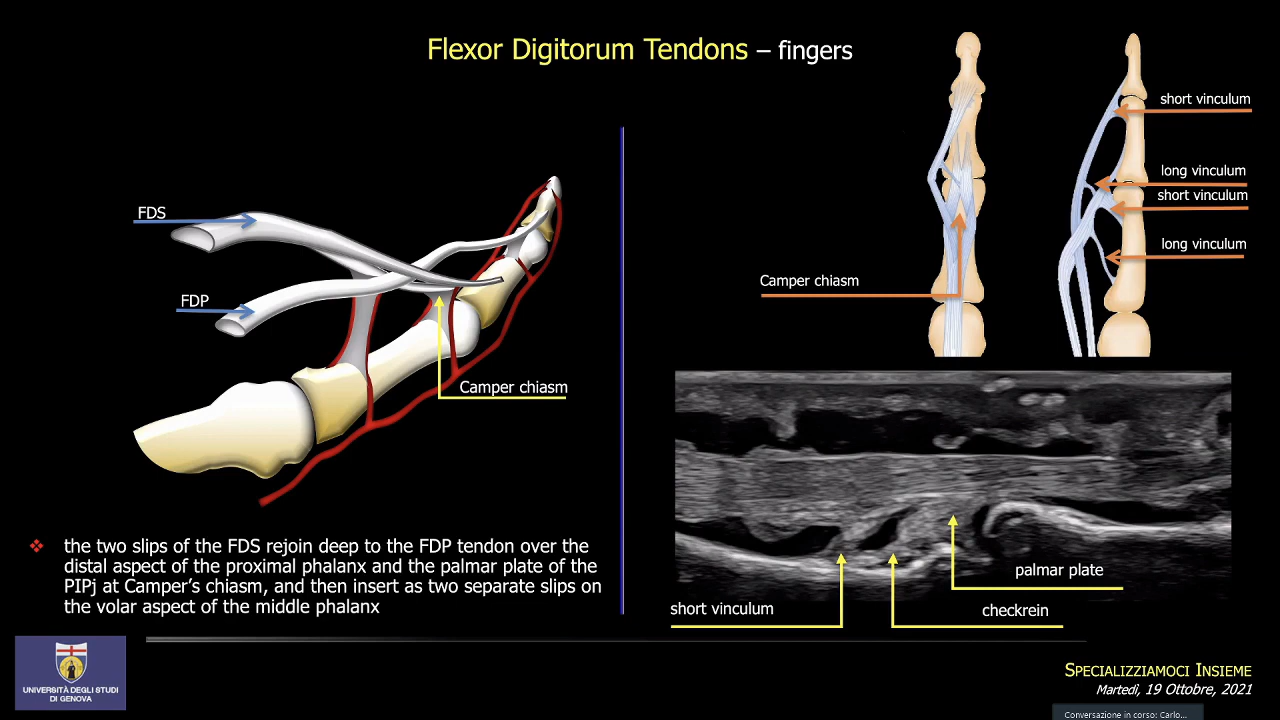 Flexor Digitorum Tendons – fingers
short vinculum
long vinculum
short vinculum
long vinculum
Camper chiasm
FDS
FDP
Camper chiasm
the two slips of the FDS rejoin deep to the FDP tendon over the
distal aspect of the proximal phalanx and the palmar plate of the
PIPj at Camper's chiasm, and then insert as two separate slips on
the volar aspect of the middle phalanx
palmar plate
short vinculum
checkrein
UNIVERSITÀ DEGLI STUDI
DI GENOVA
SPECIALIZZIAMOCI INSIEME
Martedì, 19 Ottobre, 2021
Conversazione in corso: Carlo...